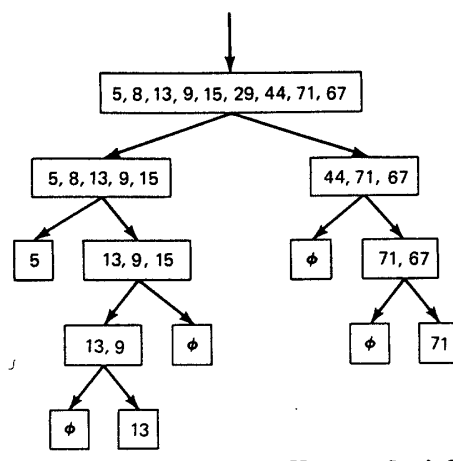 5, 8, 13, 9, 15, 29, 44, 71, 67
5, 8, 13, 9, 15
44, 71, 67
5
13, 9, 15
ϕ
71, 67
13, 9
ϕ
ϕ
71
ϕ
13